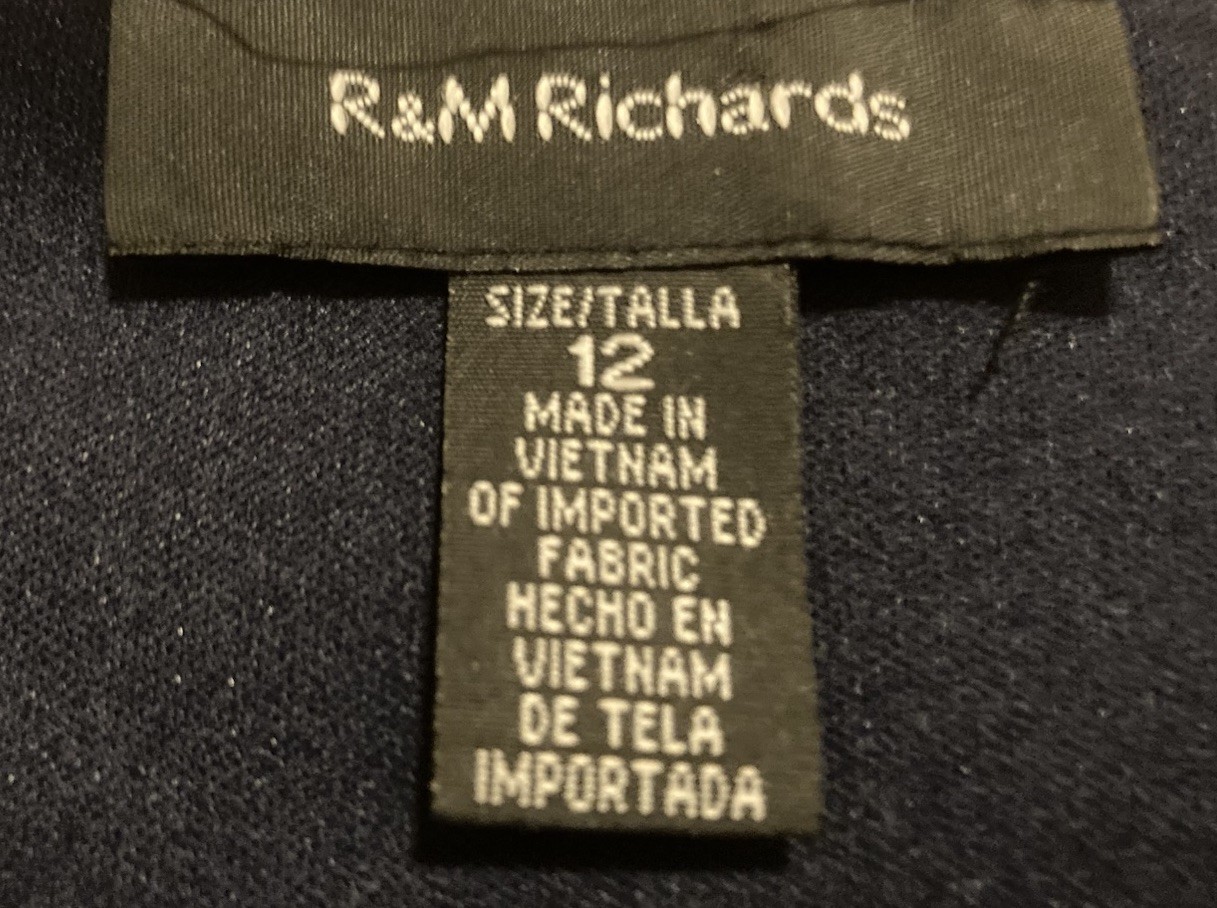 R&M Richards
SIZE/TALLA
12
MADE IN
VIETNAM
OF IMPORTED
FABRIC
HECHO EN
VIETNAM
DE TELA
IMPORTADA